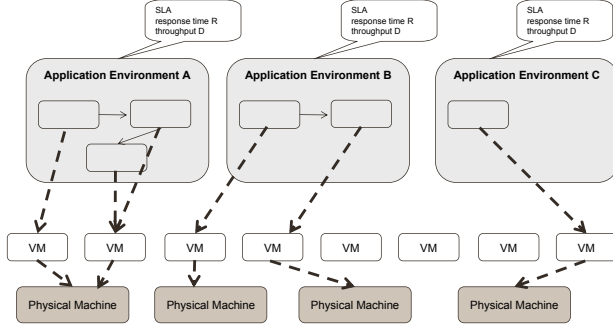 SLA
response time R
throughput D
SLA
response time R
throughput D
SLA
response time R
throughput D
Application Environment A
Application Environment B
Application Environment C
VM
VM
VM
VM
VM
VM
VM
Physical Machine
Physical Machine
Physical Machine
Physical Machine